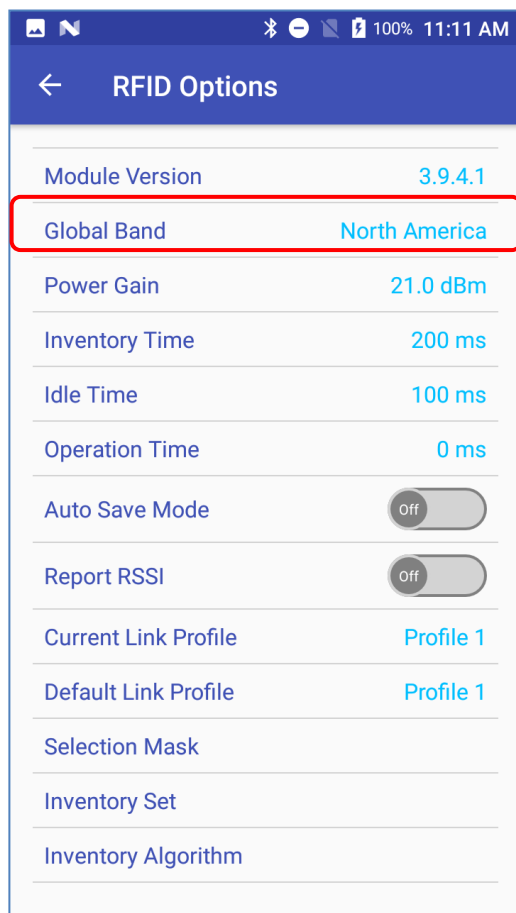 100% 11:11 AM
RFID Options
Module Version 3.9.4.1
Global Band North America
Power Gain 21.0 dBm
Inventory Time 200 ms
Idle Time 100 ms
Operation Time 0 ms
Auto Save Mode Off
Report RSSI Off
Current Link Profile Profile 1
Default Link Profile Profile 1
Selection Mask
Inventory Set
Inventory Algorithm